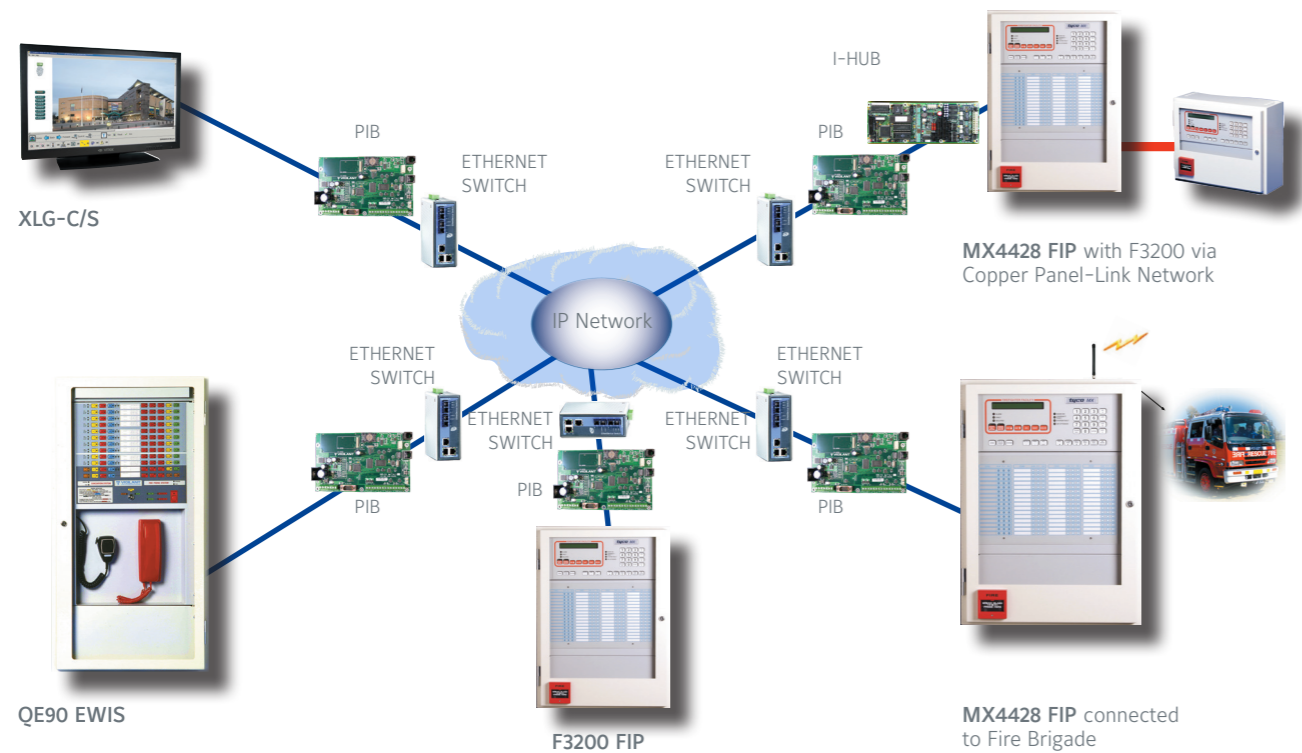 I-HUB
PIB
PIB
ETHERNET
SWITCH
ETHERNET
SWITCH
XLG-C/S
MX4428 FIP with F3200 via
Copper Panel-Link Network
IP Network
ETHERNET
SWITCH
ETHERNET
SWITCH
ETHERNET
SWITCH
ETHERNET
SWITCH
PIB
PIB
PIB
QE90 EWIS
F3200 FIP
MX4428 FIP connected
to Fire Brigade